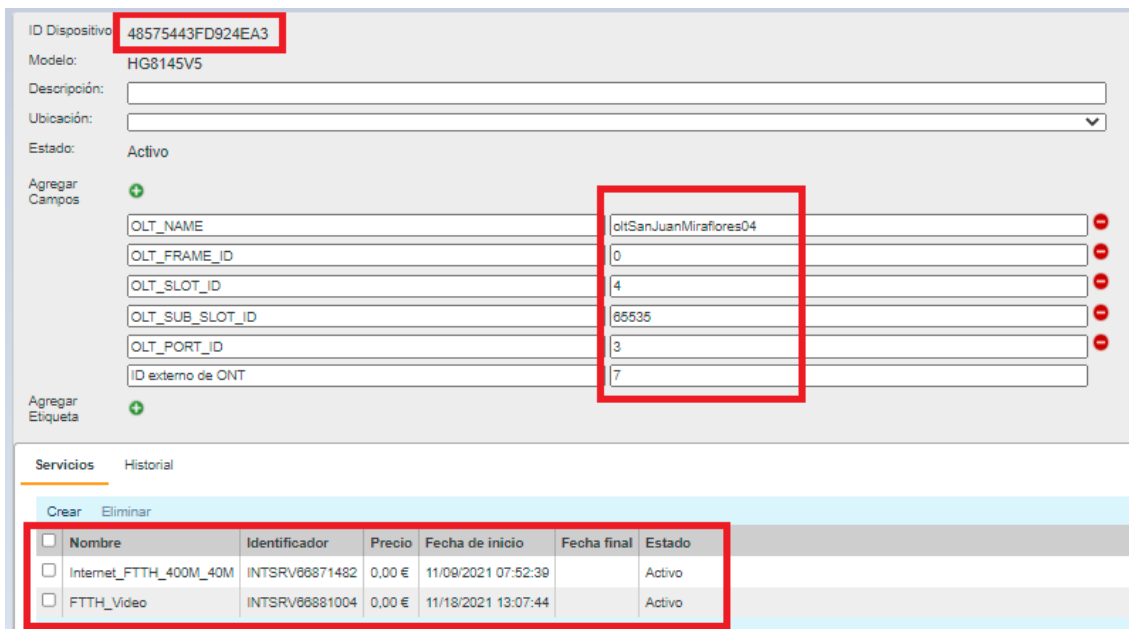 ID Dispositivo 48575443FD924EA3
Modelo: HG8145V5
Descripción:
Ubicación:
Estado: Activo
Agregar
Campos
OLT_NAME oltSanJuanMiraflores04
OLT_FRAME_ID 0
OLT_SLOT_ID 4
OLT_SUB_SLOT_ID 65535
OLT_PORT_ID 3
ID externo de ONT 7
Agregar
Etiqueta
Servicios Historial
Crear Eliminar
Nombre Identificador Precio Fecha de inicio Fecha final Estado
Internet_FTTH_400M_40M INTSRV66871482 0,00 € 11/09/2021 07:52:39 Activo
FTTH_Video INTSRV66881004 0,00 € 11/18/2021 13:07:44 Activo